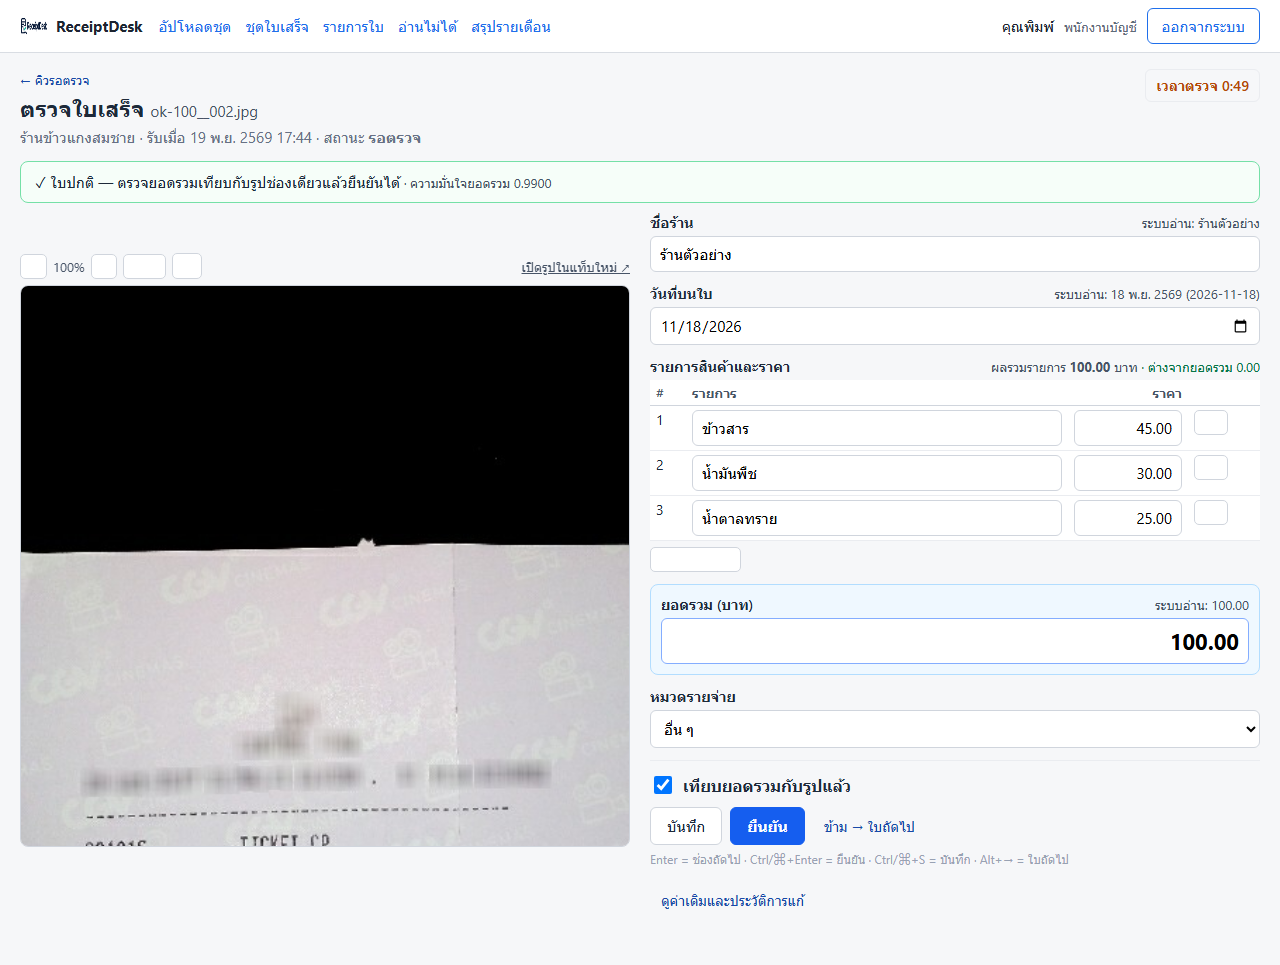 ReceiptDesk
อัปโหลดชุด
ชุดใบเสร็จ
รายการใบ
อ่านไม่ได้
สรุปรายเดือน
คุณพิมพ์ พนักงานบัญชี
ออกจากระบบ
← คิวรอตรวจ
เวลาตรวจ 0:49
ตรวจใบเสร็จ ok-100__002.jpg
ร้านข้าวแกงสมชาย · รับเมื่อ 19 พ.ย. 2569 17:44 · สถานะ รอตรวจ
✓ ใบปกติ — ตรวจยอดรวมเทียบกับรูปช่องเดียวแล้วยืนยันได้ · ความมั่นใจยอดรวม 0.9900
100%
เปิดรูปในแท็บใหม่ ↗
CGV CINEMAS
TICKET CP
ชื่อร้าน
ระบบอ่าน: ร้านตัวอย่าง
ร้านตัวอย่าง
วันที่บนใบ
ระบบอ่าน: 18 พ.ย. 2569 (2026-11-18)
11/18/2026
รายการสินค้าและราคา
ผลรวมรายการ 100.00 บาท · ต่างจากยอดรวม 0.00
# รายการ ราคา
1 ข้าวสาร 45.00
2 น้ำมันพืช 30.00
3 น้ำตาลทราย 25.00
ยอดรวม (บาท)
ระบบอ่าน: 100.00
100.00
หมวดรายจ่าย
อื่น ๆ
เทียบยอดรวมกับรูปแล้ว
บันทึก
ยืนยัน
ข้าม → ใบถัดไป
Enter = ช่องถัดไป · Ctrl/⌘+Enter = ยืนยัน · Ctrl/⌘+S = บันทึก · Alt+→ = ใบถัดไป
ดูค่าเดิมและประวัติการแก้